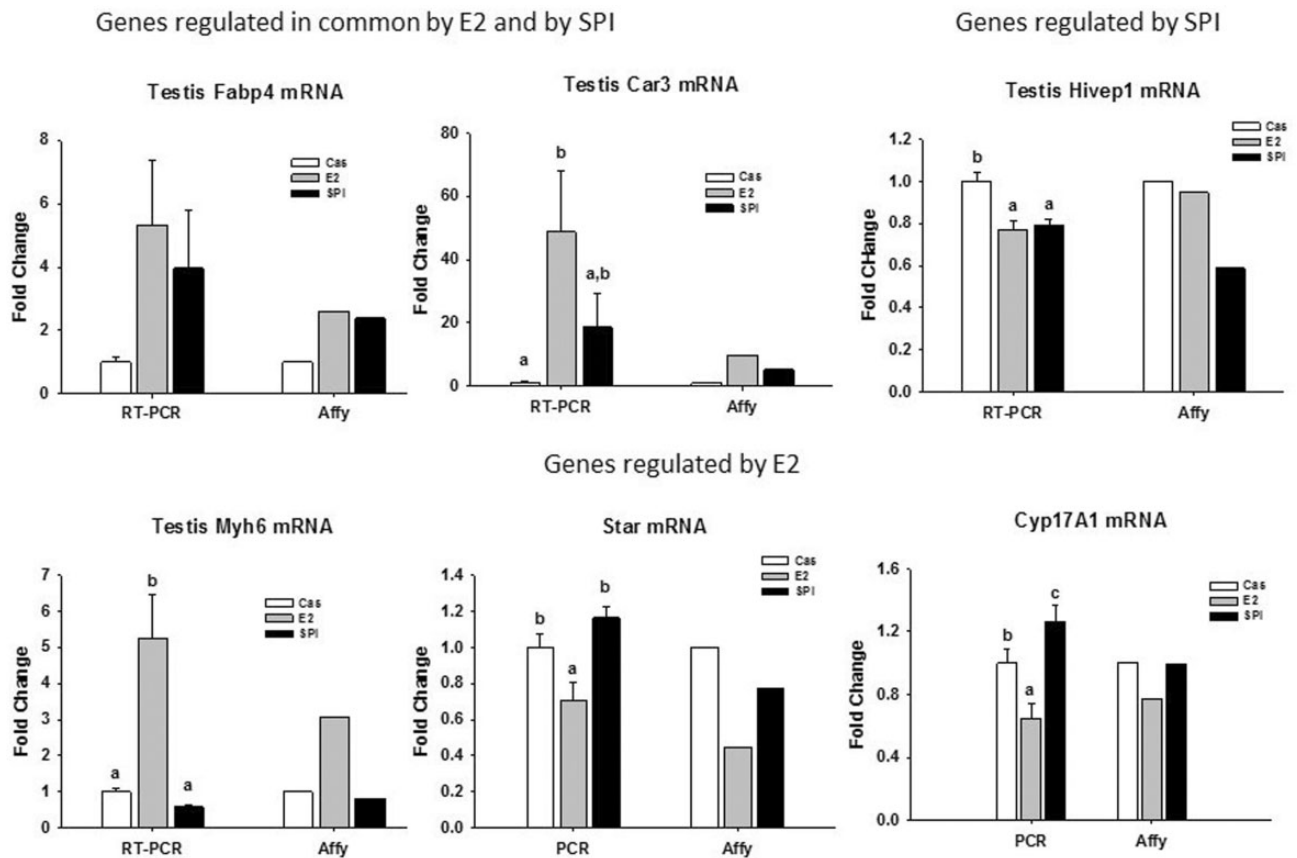 Genes regulated in common by E2 and by SPI
Genes regulated by SPI
Testis Fabp4 mRNA
Fold Change
8
6
4
2
0
Cas
E2
SPI
RT-PCR
Affy
Testis Car3 mRNA
Fold Change
80
60
40
20
0
a
b
a,b
Cas
E2
SPI
RT-PCR
Affy
Testis Hivep1 mRNA
Fold CHange
1.2
1.0
0.8
0.6
0.4
0.2
0.0
b
a
a
Cas
E2
SPI
RT-PCR
Affy
Genes regulated by E2
Testis Myh6 mRNA
Fold Change
7
6
5
4
3
2
1
0
a
b
a
Cas
E2
SPI
RT-PCR
Affy
Star mRNA
Fold Change
1.4
1.2
1.0
0.8
0.6
0.4
0.2
0.0
b
a
b
Cas
E2
SPI
PCR
Affy
Cyp17A1 mRNA
Fold Change
1.6
1.2
0.8
0.4
0.0
b
a
c
Cas
E2
SPI
PCR
Affy